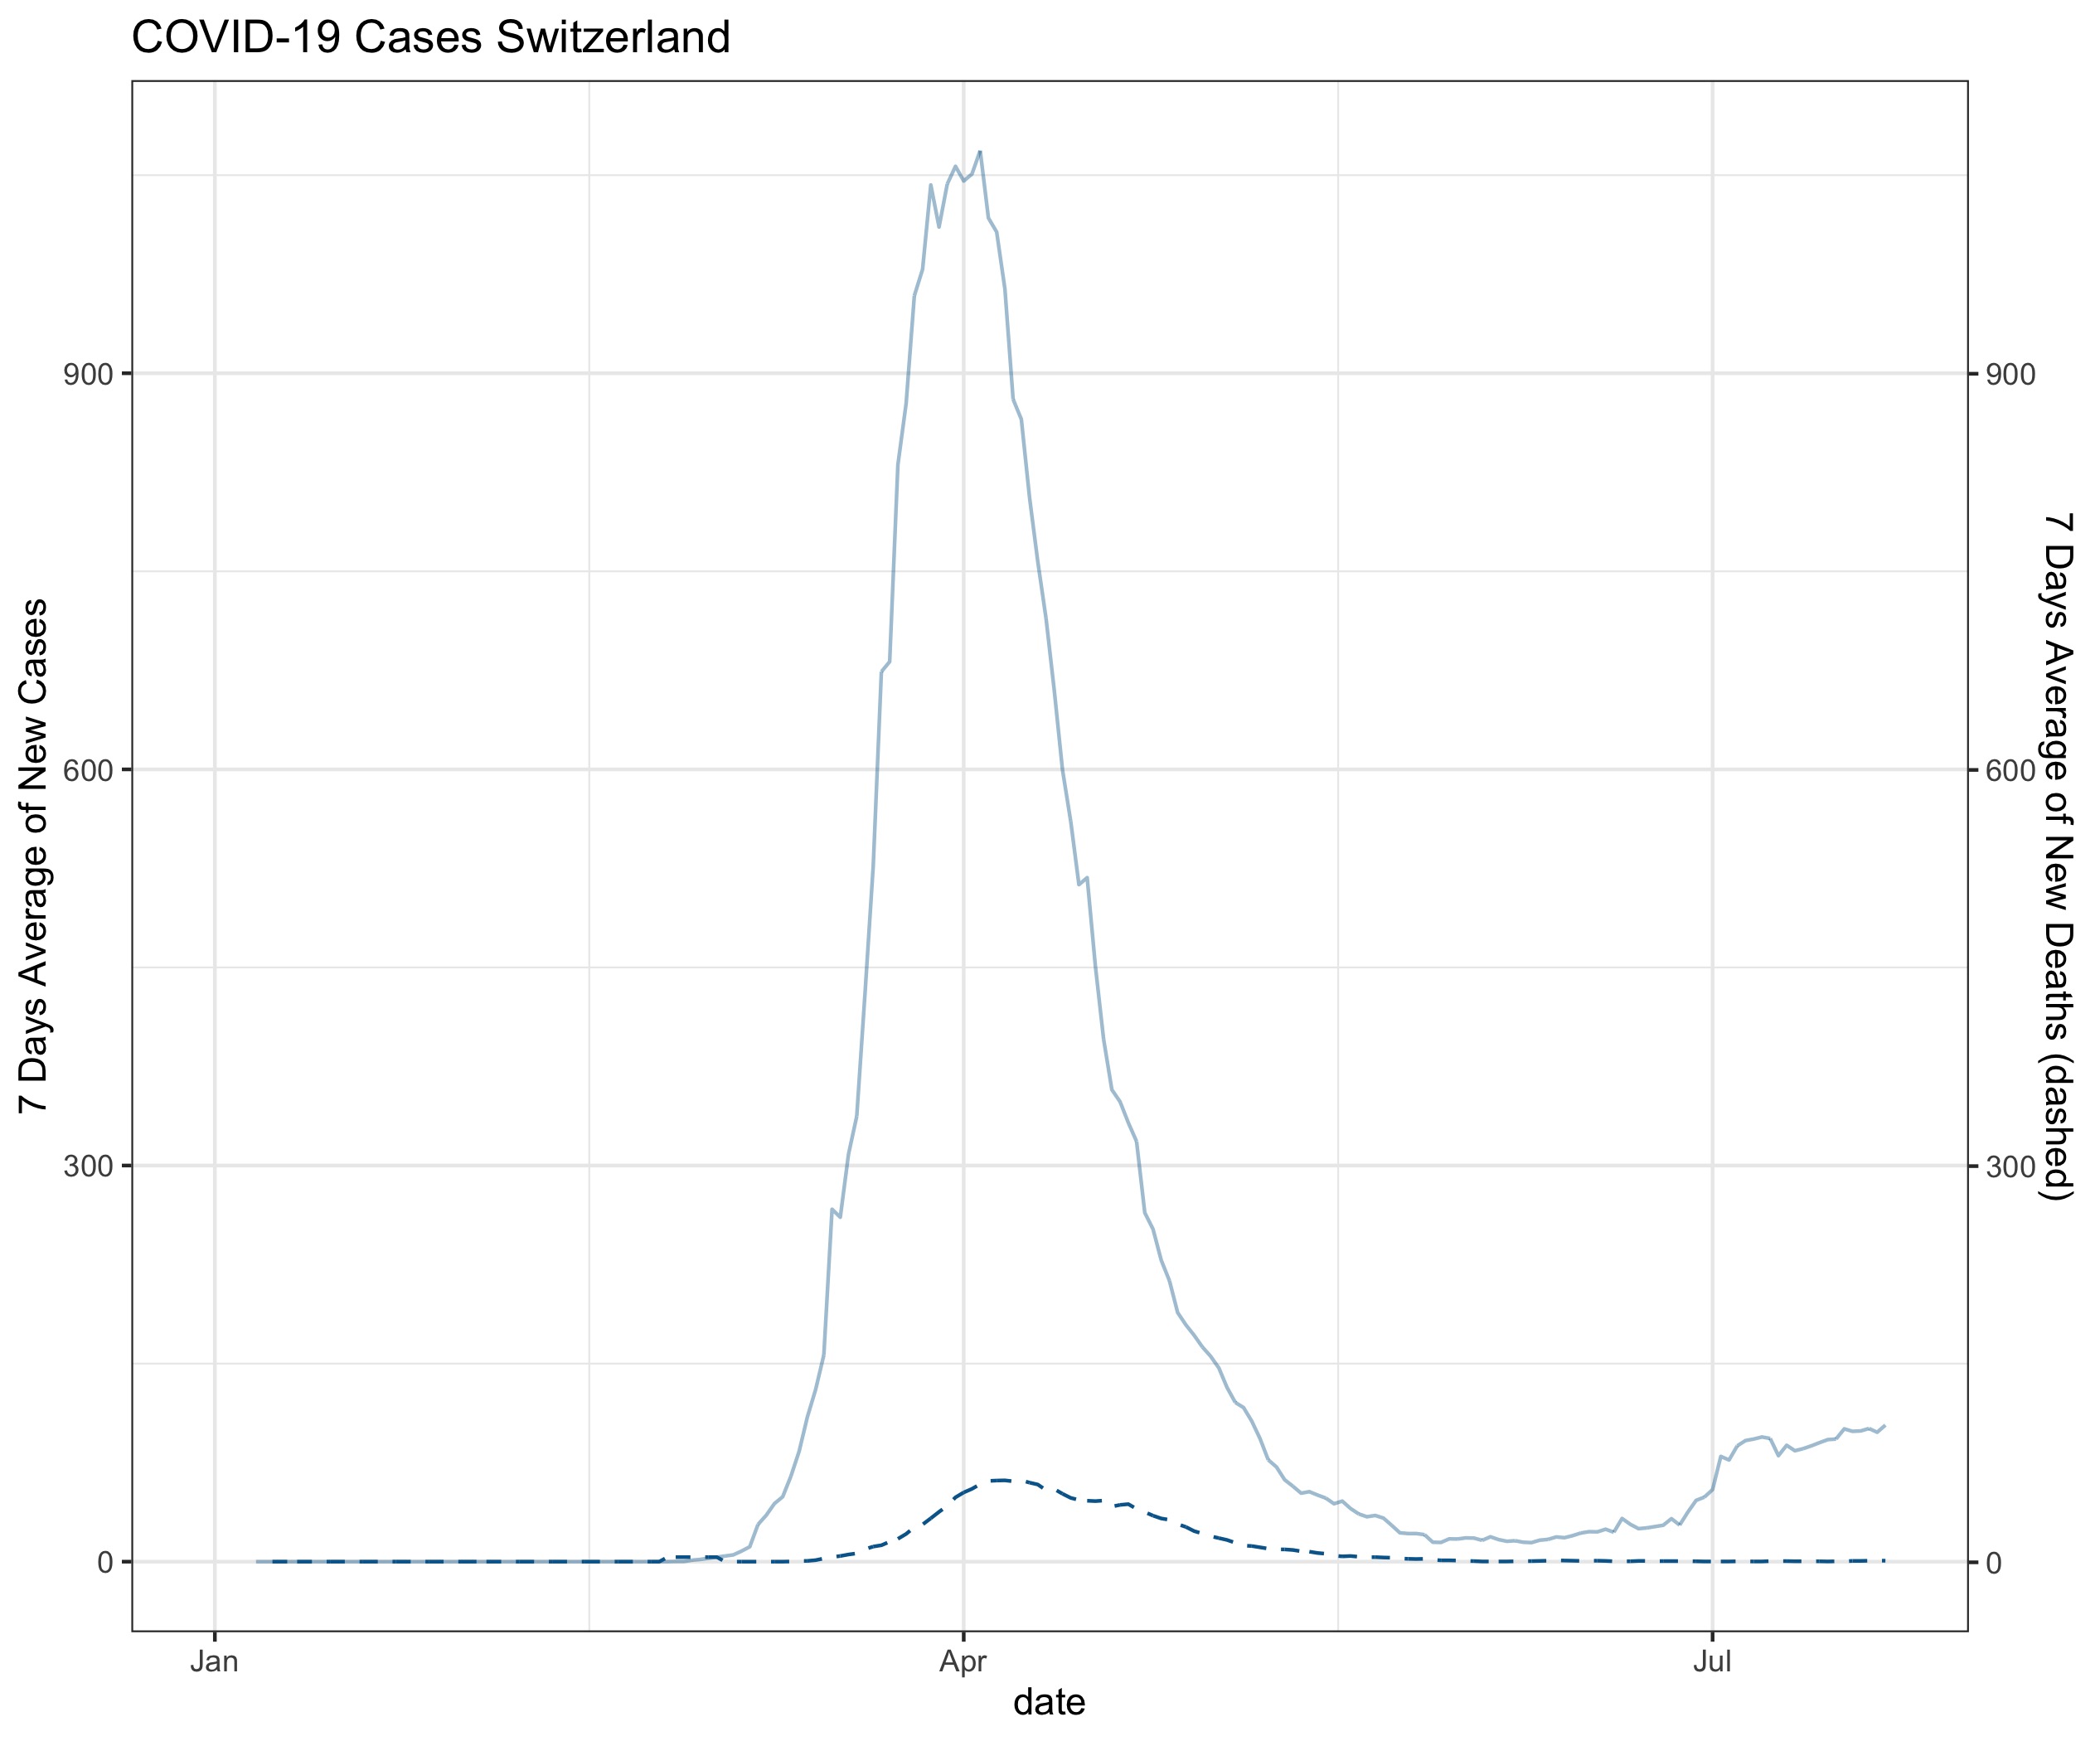 COVID-19 Cases Switzerland
7 Days Average of New Cases
900
600
300
0
900
600
300
0
7 Days Average of New Deaths (dashed)
Jan
Apr
Jul
date